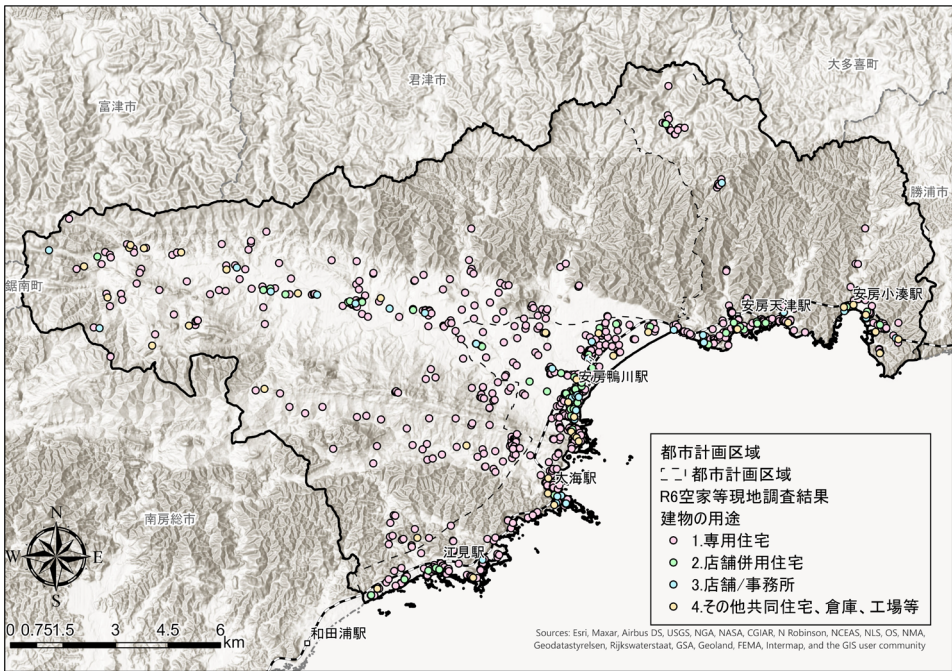 大多喜町
君津市
富津市
勝浦市
鋸南町
安房小湊駅
安房天津駅
安房鴨川駅
太海駅
南房総市
江見駅
和田浦駅
N
W E
S
0 0.751.5 3 4.5 6
km
都市計画区域
都市計画区域
R6空家等現地調査結果
建物の用途
1.専用住宅
2.店舗併用住宅
3.店舗/事務所
4.その他共同住宅、倉庫、工場等
Sources: Esri, Maxar, Airbus DS, USGS, NGA, NASA, CGIAR, N Robinson, NCEAS, NLS, OS, NMA,
Geodatastyrelsen, Rijkswaterstaat, GSA, Geoland, FEMA, Intermap, and the GIS user community